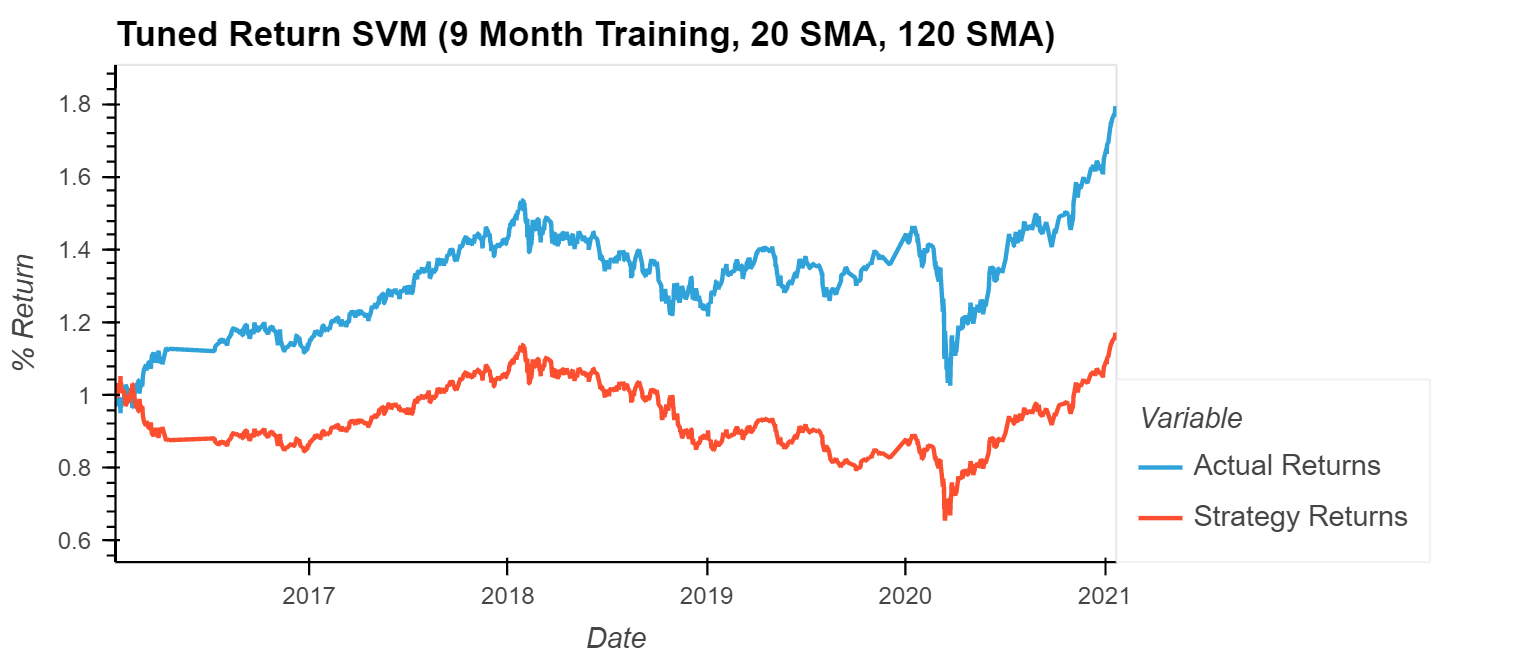 Tuned Return SVM (9 Month Training, 20 SMA, 120 SMA)
% Return
1.8
1.6
1.4
1.2
1
0.8
0.6
2017 2018 2019 2020 2021
Date
Variable
Actual Returns
Strategy Returns